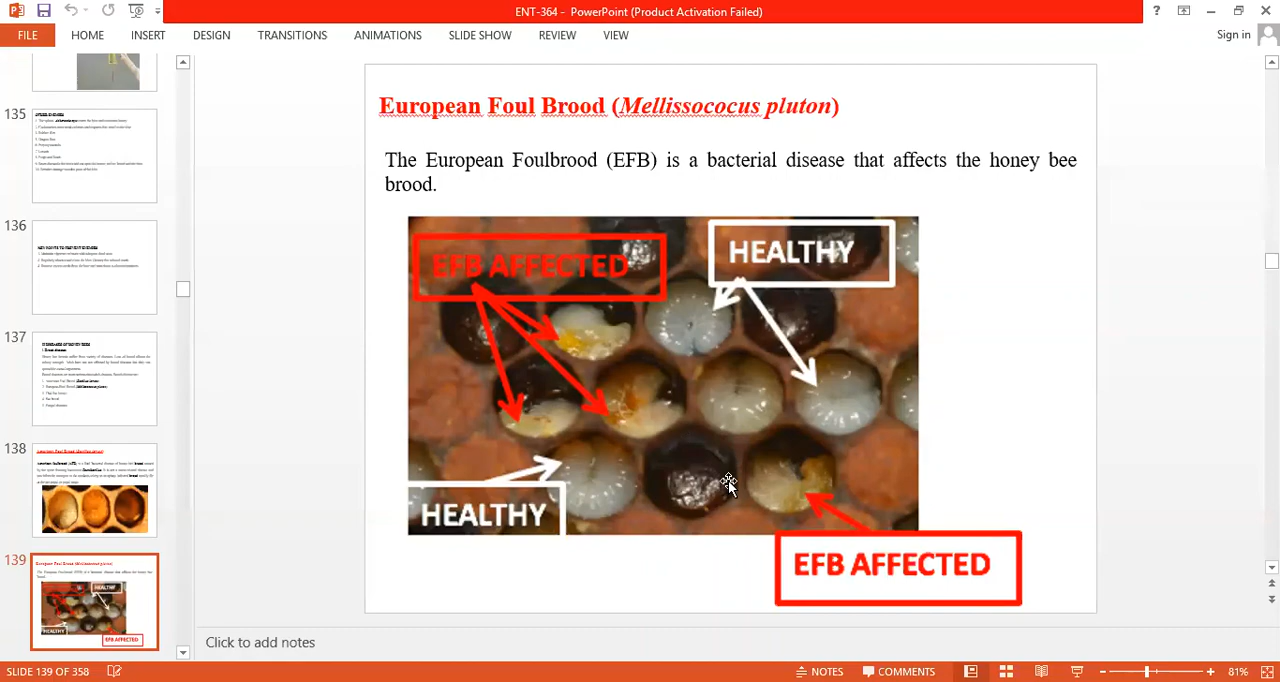 ENT-364 - PowerPoint (Product Activation Failed)
FILE HOME INSERT DESIGN TRANSITIONS ANIMATIONS SLIDE SHOW REVIEW VIEW Sign in
135
136
137
138
139
European Foul Brood (Mellissococus pluton)
The European Foulbrood (EFB) is a bacterial disease that affects the honey bee
brood.
EFB AFFECTED
HEALTHY
HEALTHY
EFB AFFECTED
Click to add notes
SLIDE 139 OF 358 NOTES COMMENTS 81%